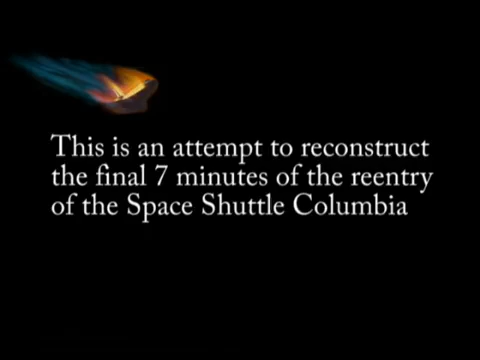 This is an attempt to reconstruct
the final 7 minutes of the reentry
of the Space Shuttle Columbia